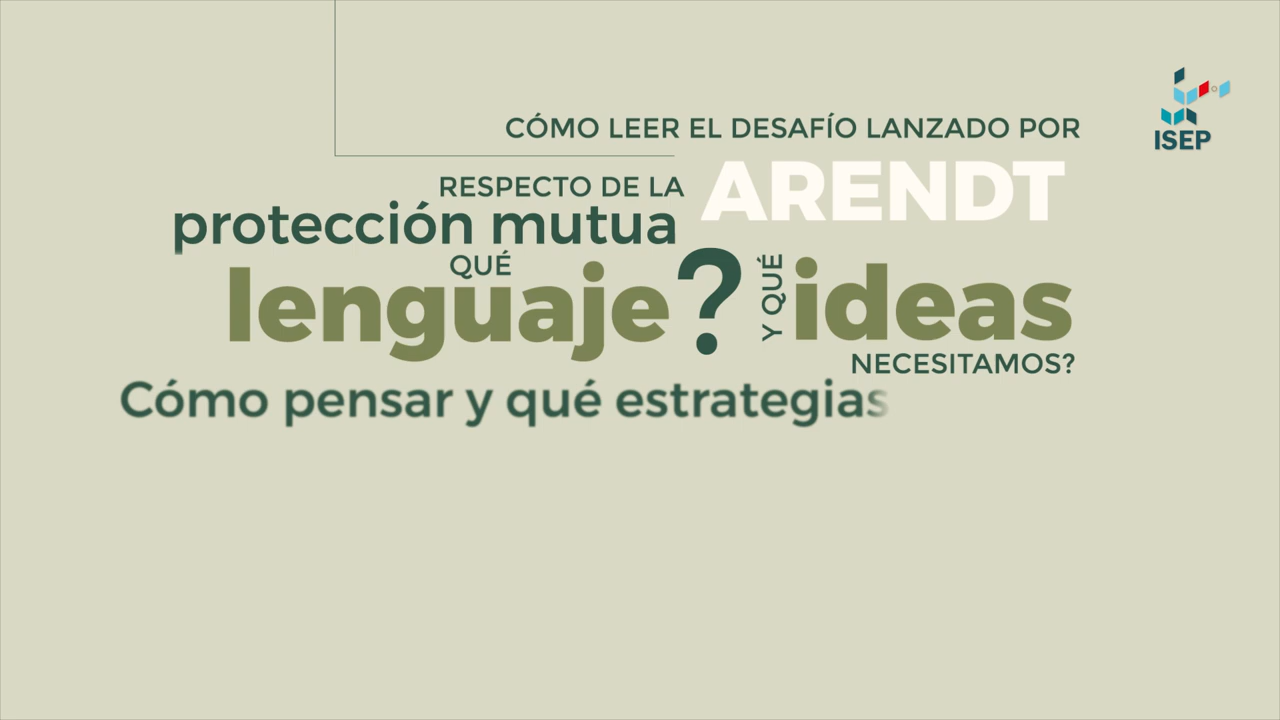 CÓMO LEER EL DESAFÍO LANZADO POR
ARENDT
RESPECTO DE LA
protección mutua
?
QUÉ
lenguaje
Y QUÉ
ideas
NECESITAMOS?
Cómo pensar y qué estrategias
ISEP